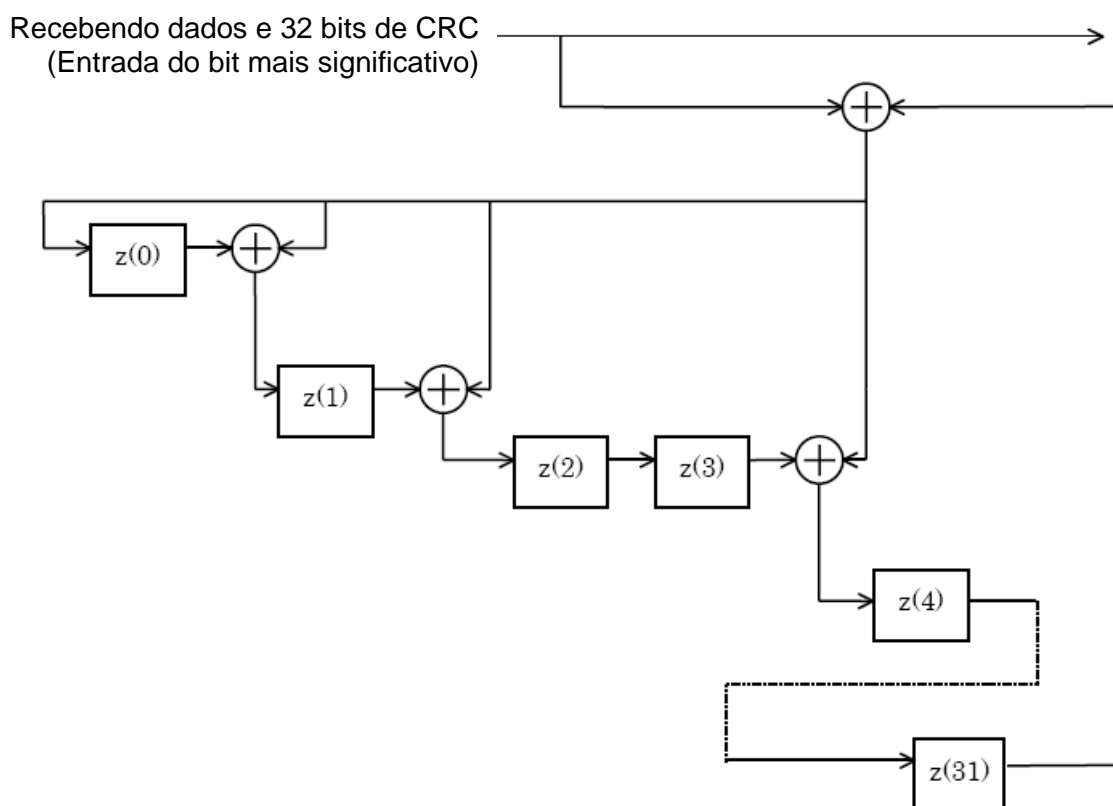 Recebendo dados e 32 bits de CRC
(Entrada do bit mais significativo)
z(0)
z(1)
z(2)
z(3)
z(4)
z(31)